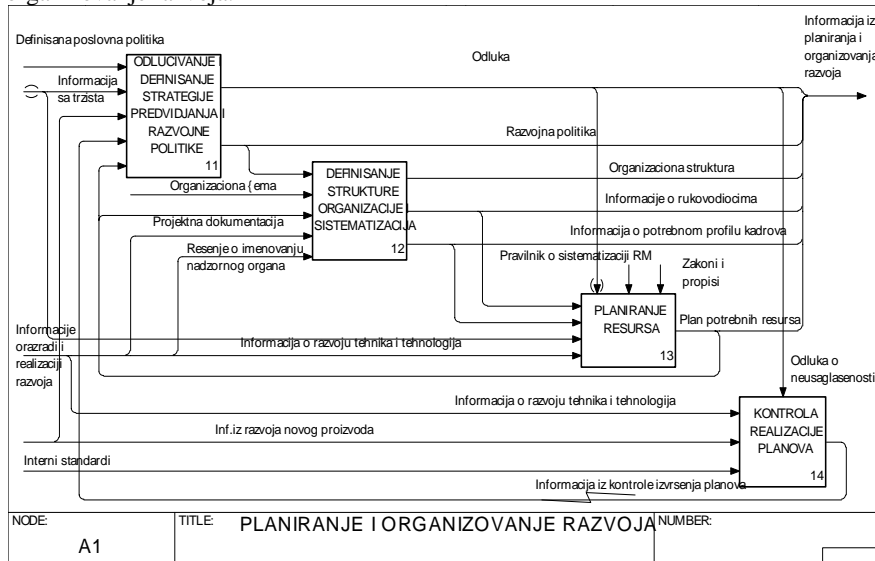 Definisana poslovna politika
Informacija iz
planiranja i
organizovanja
razvoja
Informacija
sa trzista
ODLUCIVANJE I
DEFINISANJE
STRATEGIJE
PREDVIDJANJA I
RAZVOJNE
POLITIKE
11
Odluka
Razvojna politika
Organizaciona {ema
Projektna dokumentacija
Resenje o imenovanju
nadzornog organa
DEFINISANJE
STRUKTURE
ORGANIZACIJE I
SISTEMATIZACIJA
12
Organizaciona struktura
Informacije o rukovodiocima
Informacija o potrebnom profilu kadrova
Pravilnik o sistematizaciji RM
Zakoni i
propisi
PLANIRANJE
RESURSA
13
Plan potrebnih resursa
Informacije
orazradi i
realizaciji
razvoja
Informacija o razvoju tehnika i tehnologija
Odluka o
neusaglasenosti
Informacija o razvoju tehnika i tehnologija
Inf.iz razvoja novog proizvoda
Interni standardi
KONTROLA
REALIZACIJE
PLANOVA
14
Informacija iz kontrole izvrsenja planova
NODE:
A1
TITLE:
PLANIRANJE I ORGANIZOVANJE RAZVOJA
NUMBER: